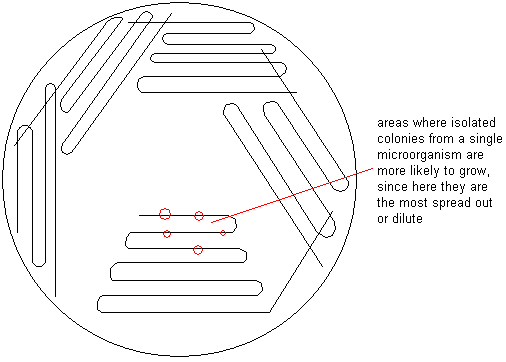 areas where isolated
colonies from a single
microorganism are
more likely to grow,
since here they are
the most spread out
or dilute